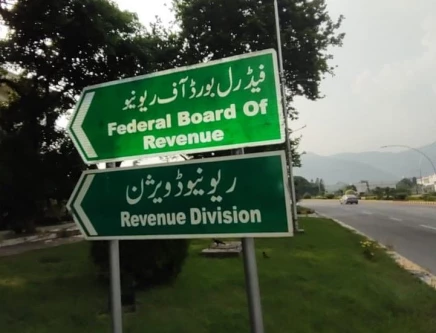 فیڈرل بورڈ آف ریونیو
Federal Board Of
Revenue
ریونیو ڈویژن
Revenue Division